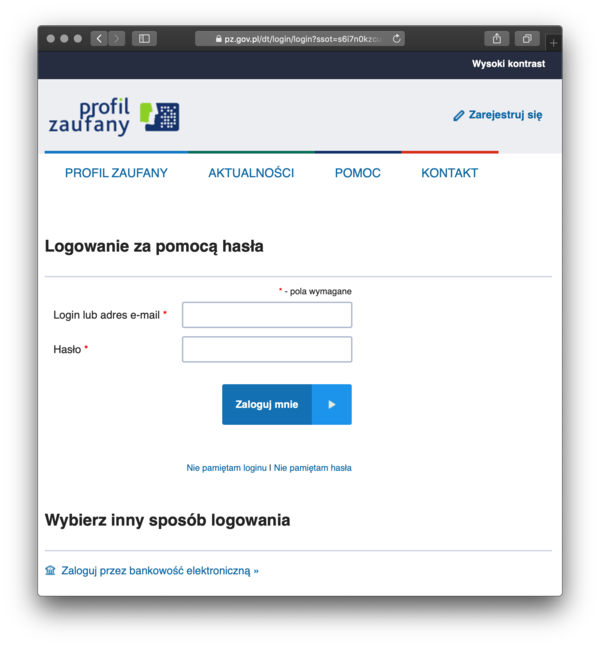 pz.gov.pl/dt/login/login?ssot=s6i7n0kzc
Wysoki kontrast
profil
zaufany
Zarejestruj się
PROFIL ZAUFANY AKTUALNOŚCI POMOC KONTAKT
Logowanie za pomocą hasła
* - pola wymagane
Login lub adres e-mail *
Hasło *
Zaloguj mnie
Nie pamiętam loginu | Nie pamiętam hasła
Wybierz inny sposób logowania
Zaloguj przez bankowość elektroniczną »